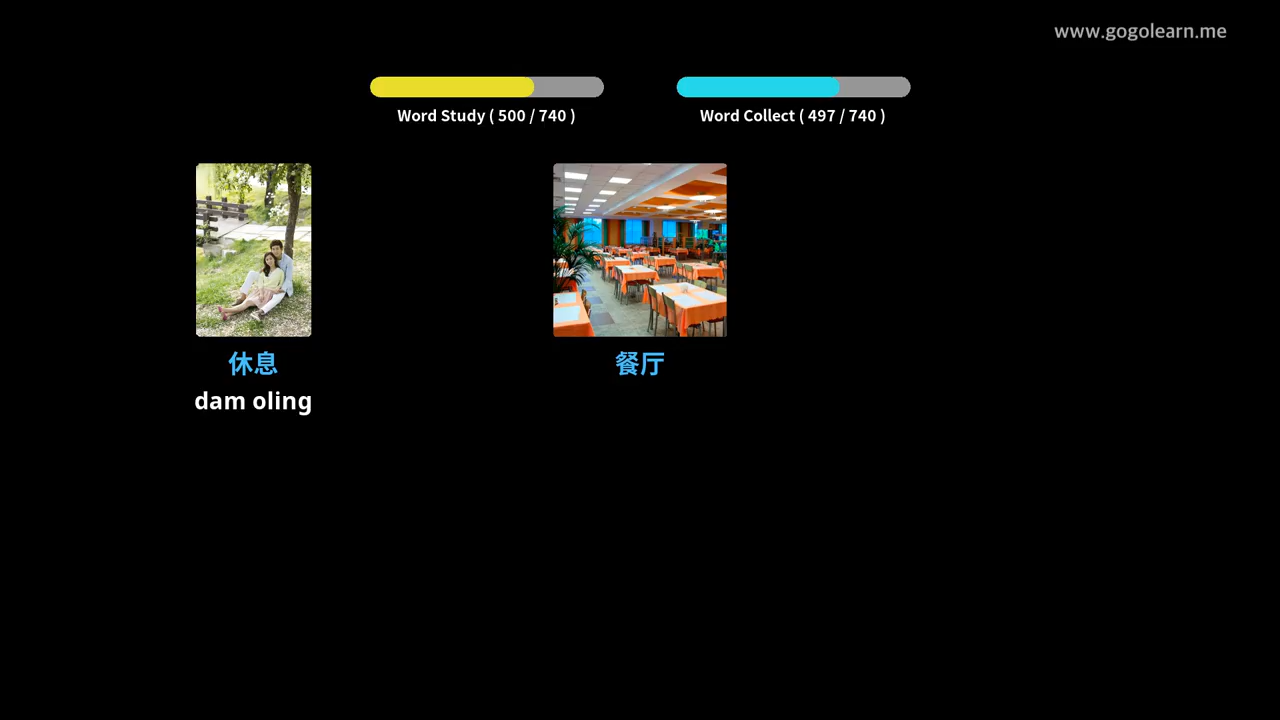 www.gogolearn.me
Word Study ( 500 / 740 )
Word Collect ( 497 / 740 )
休息
餐厅
dam oling